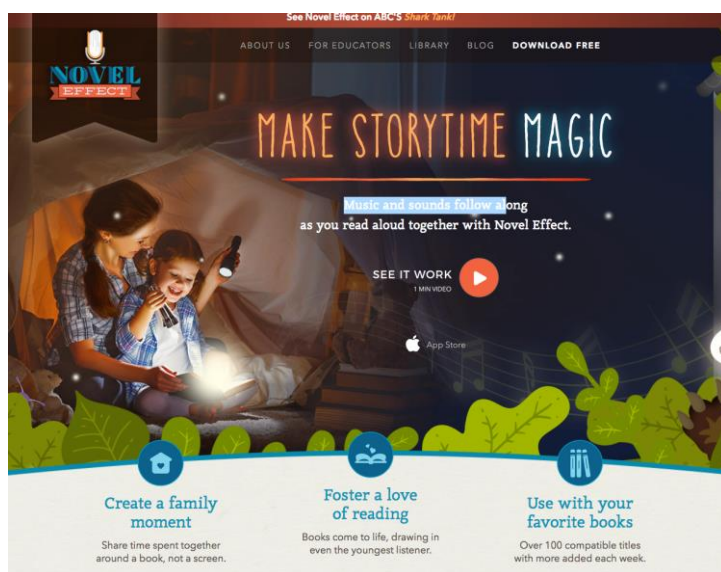 See Novel Effect on ABC'S Shark Tank!
NOVEL
EFFECT
ABOUT US FOR EDUCATORS LIBRARY BLOG DOWNLOAD FREE
MAKE STORYTIME MAGIC
Music and sounds follow along
as you read aloud together with Novel Effect.
SEE IT WORK
1 MIN VIDEO
App Store
Create a family
moment
Share time spent together
around a book, not a screen.
Foster a love
of reading
Books come to life, drawing in
even the youngest listener.
Use with your
favorite books
Over 100 compatible titles
with more added each week.